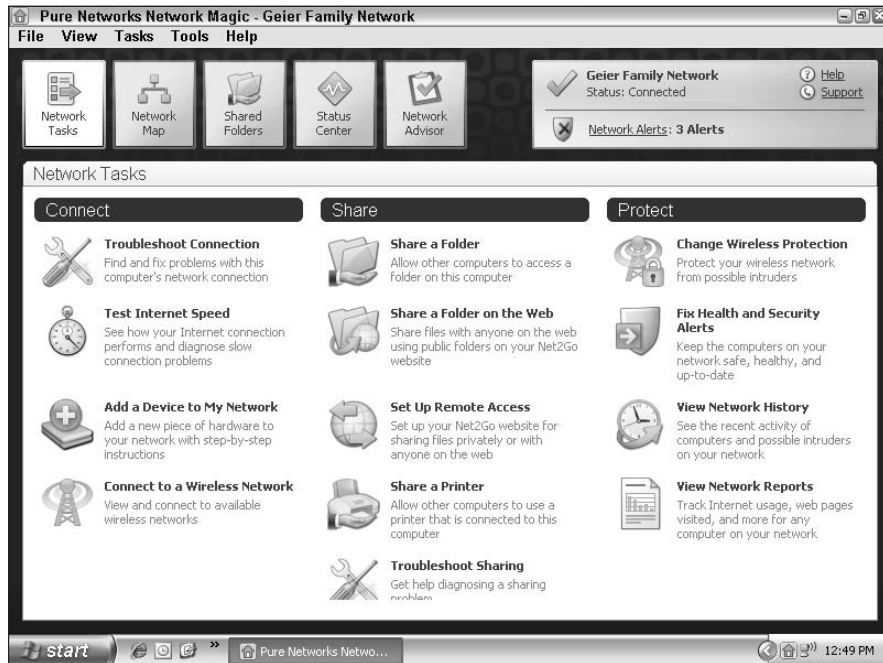 Pure Networks Network Magic - Geier Family Network
File View Tasks Tools Help
Network
Tasks
Network
Map
Shared
Folders
Status
Center
Network
Advisor
Geier Family Network
Status: Connected
Help
Support
Network Alerts: 3 Alerts
Network Tasks
Connect
Troubleshoot Connection
Find and fix problems with this
computer's network connection
Test Internet Speed
See how your Internet connection
performs and diagnose slow
connection problems
Add a Device to My Network
Add a new piece of hardware to
your network with step-by-step
instructions
Connect to a Wireless Network
View and connect to available
wireless networks
Share
Share a Folder
Allow other computers to access a
folder on this computer
Share a Folder on the Web
Share files with anyone on the web
using public folders on your Net2Go
website
Set Up Remote Access
Set up your Net2Go website for
sharing files privately or with
anyone on the web
Share a Printer
Allow other computers to use a
printer that is connected to this
computer
Troubleshoot Sharing
Get help diagnosing a sharing
problem
Protect
Change Wireless Protection
Protect your wireless network
from possible intruders
Fix Health and Security
Alerts
Keep the computers on your
network safe, healthy, and
up-to-date
View Network History
See the recent activity of
computers and possible intruders
on your network
View Network Reports
Track Internet usage, web pages
visited, and more for any
computer on your network
start
»
Pure Networks Netwo...
12:49 PM